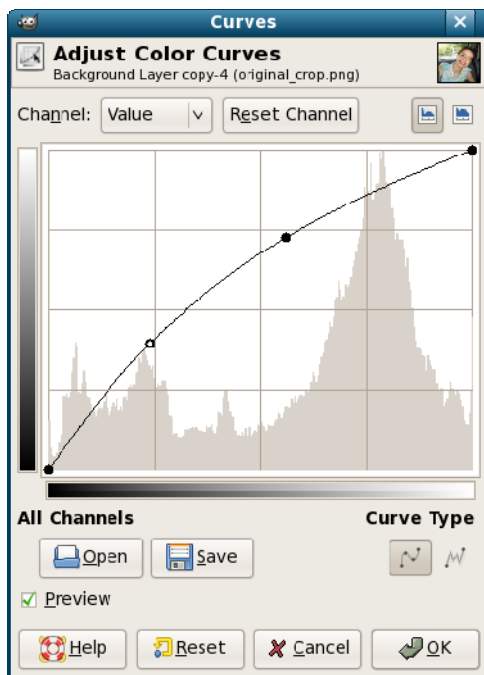 Curves
Adjust Color Curves
Background Layer copy-4 (original_crop.png)
Channel: Value Reset Channel
All Channels Curve Type
Open Save
Preview
Help Reset Cancel OK